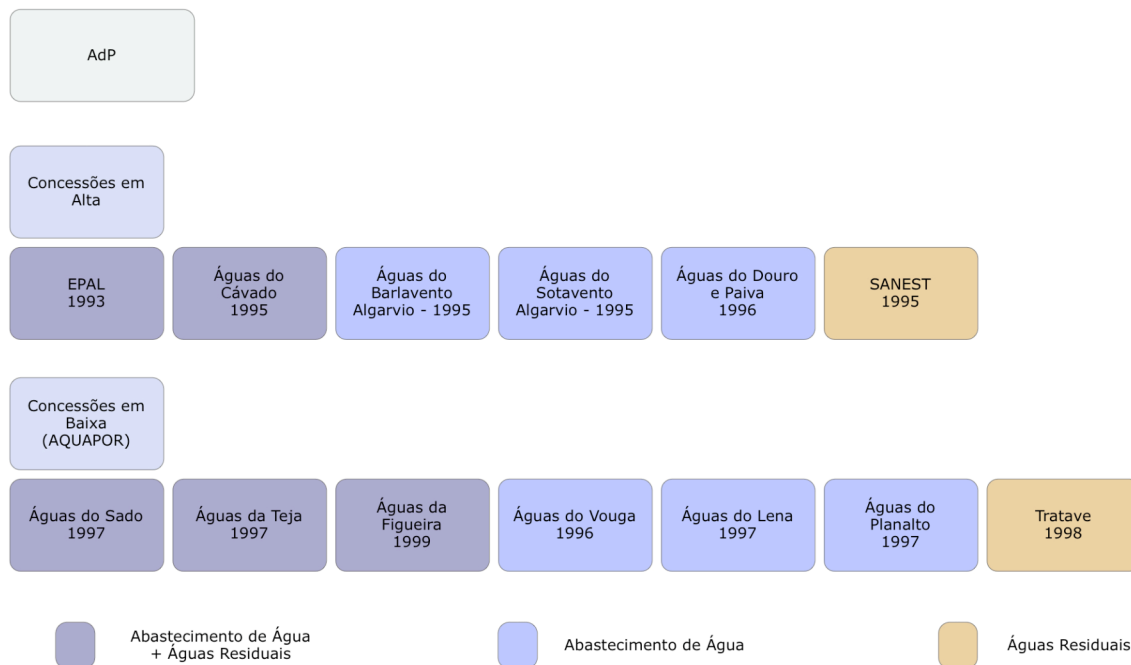 AdP
Concessões em
Alta
EPAL
1993
Águas do
Cávado
1995
Águas do
Barlavento
Algarvio - 1995
Águas do
Sotavento
Algarvio - 1995
Águas do Douro
e Paiva
1996
SANEST
1995
Concessões em
Baixa
(AQUAPOR)
Águas do Sado
1997
Águas da Teja
1997
Águas da
Figueira
1999
Águas do Vouga
1996
Águas do Lena
1997
Águas do
Planalto
1997
Tratave
1998
Abastecimento de Água
+ Águas Residuais
Abastecimento de Água
Águas Residuais